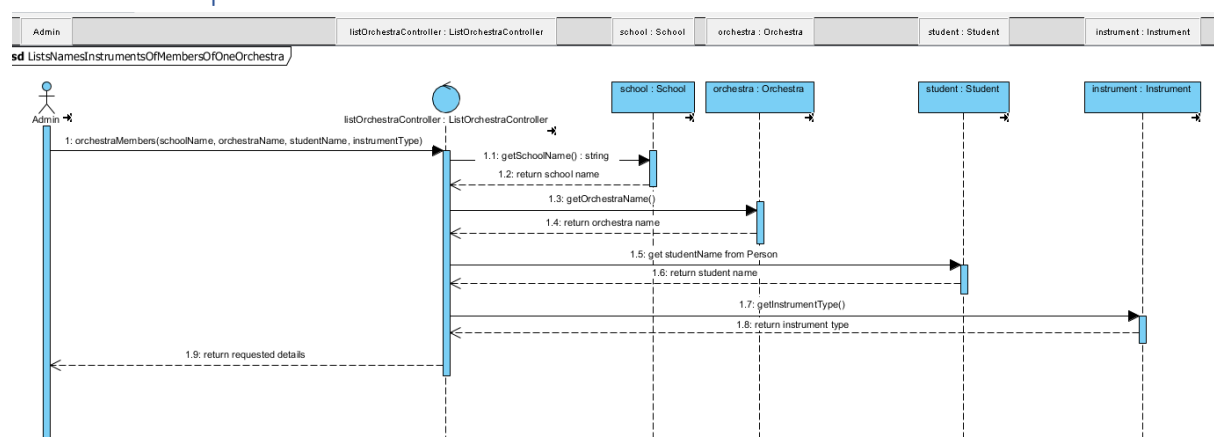 Admin
listOrchestraController : ListOrchestraController
school : School
orchestra : Orchestra
student : Student
instrument : Instrument
sd ListsNamesInstrumentsOfMembersOfOneOrchestra
school : School
orchestra : Orchestra
student : Student
instrument : Instrument
Admin
listOrchestraController : ListOrchestraController
1: orchestraMembers(schoolName, orchestraName, studentName, instrumentType)
1.1: getSchoolName() : string
1.2: return school name
1.3: getOrchestraName()
1.4: return orchestra name
1.5: get studentName from Person
1.6: return student name
1.7: getInstrumentType()
1.8: return instrument type
1.9: return requested details